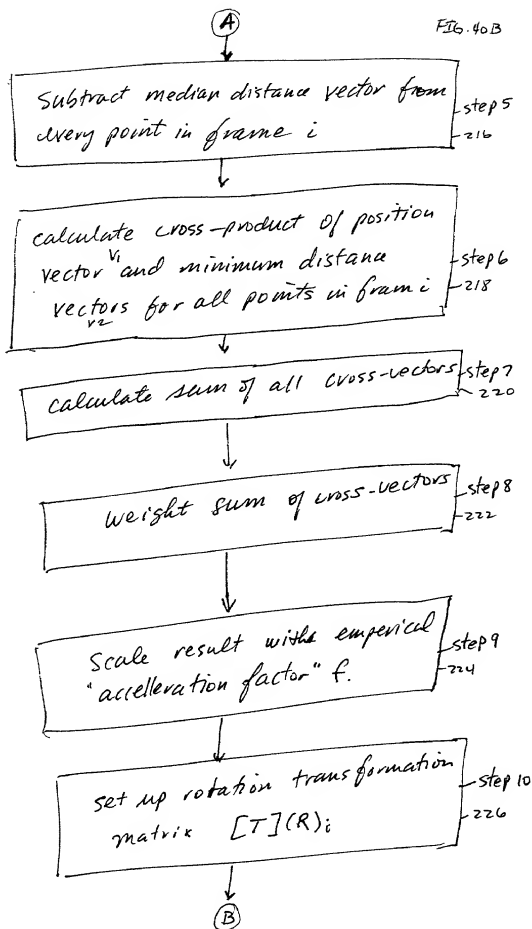 FIG. 40B
A
Subtract median distance vector from
every point in frame i
step 5
216
calculate cross-product of position
vector v1 and minimum distance
vectors v2 for all points in fram i
step 6
218
calculate sum of all cross-vectors
step 7
220
weight sum of cross-vectors
step 8
222
Scale result with emperical
"accelleration factor" f.
step 9
224
set up rotation transformation
matrix [T](R)i
step 10
226
B